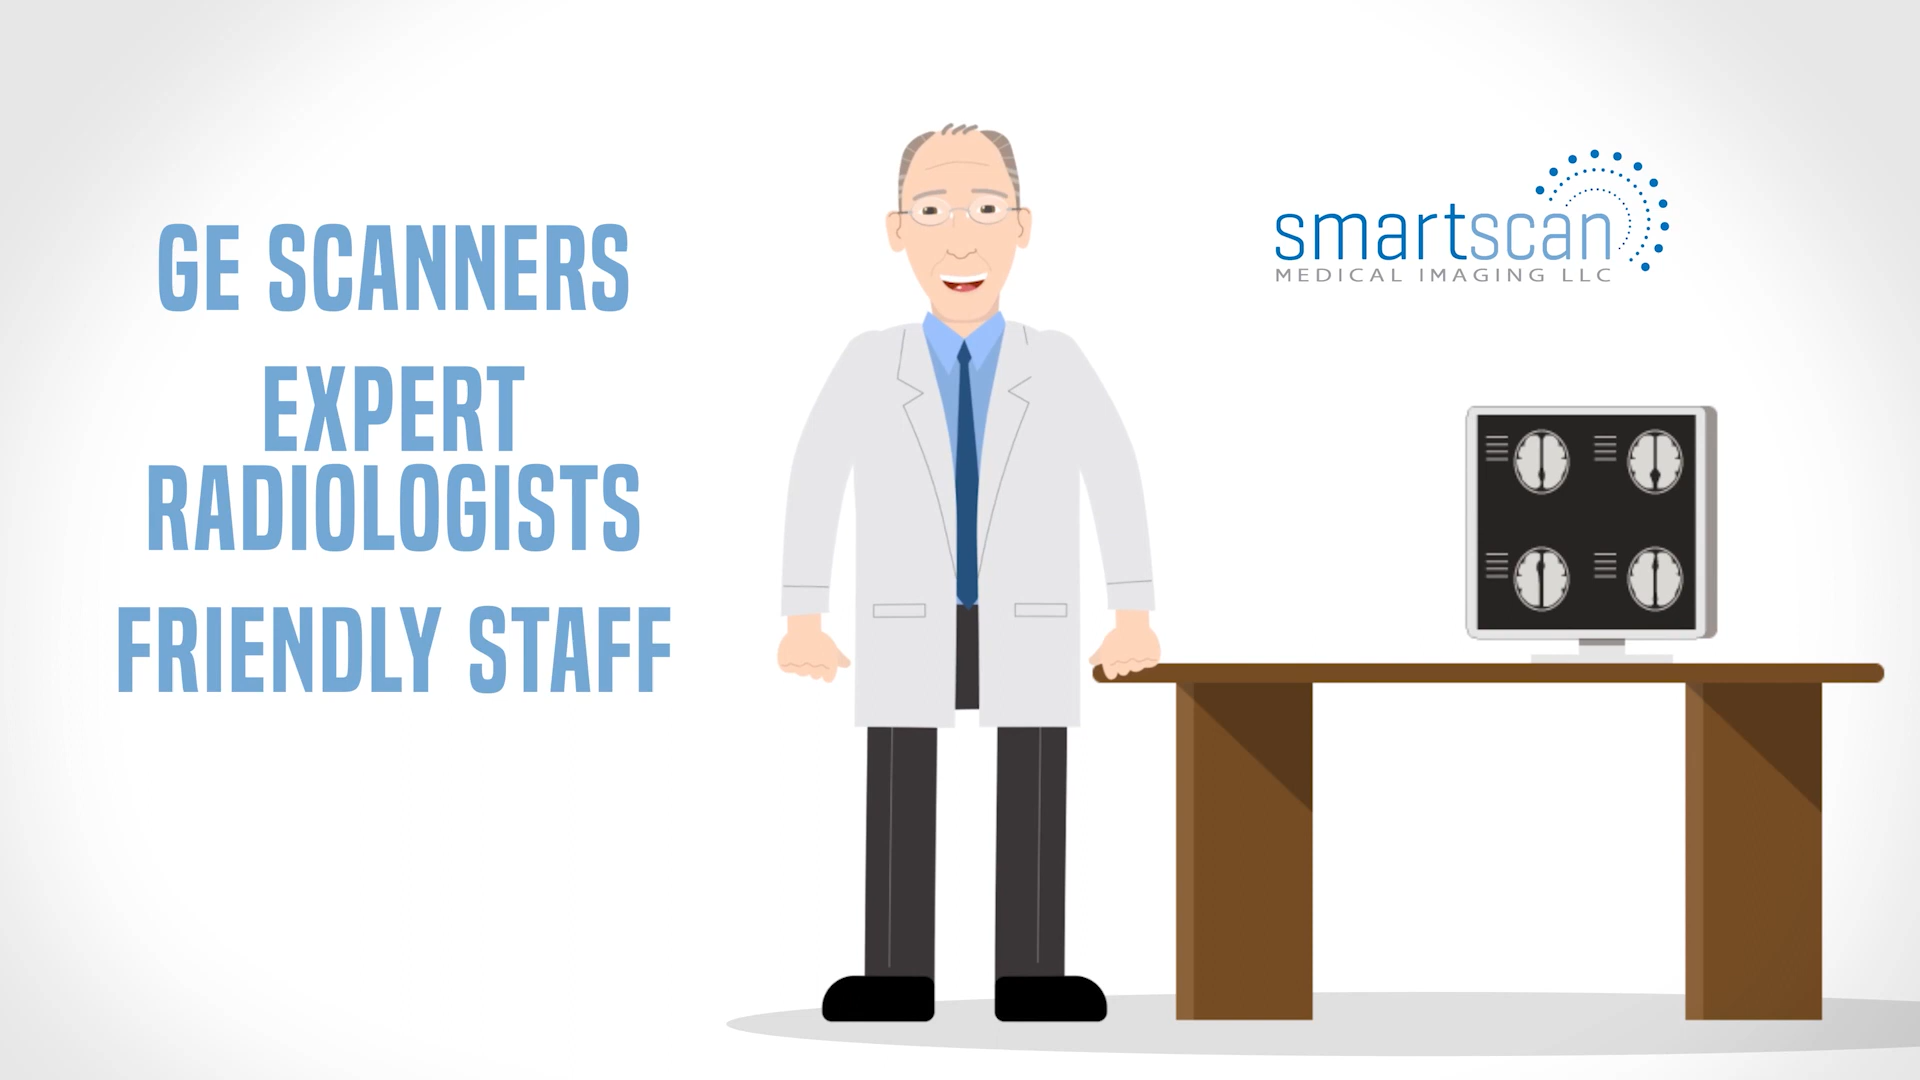 GE SCANNERS
EXPERT
RADIOLOGISTS
FRIENDLY STAFF
smartscan
MEDICAL IMAGING LLC